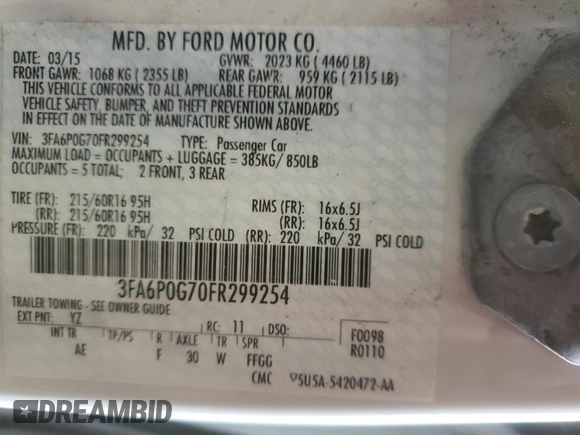 MFD. BY FORD MOTOR CO.
DATE: 03/15 GVWR: 2023 KG ( 4460 LB)
FRONT GAWR: 1068 KG ( 2355 LB) REAR GAWR: 959 KG ( 2115 LB)
THIS VEHICLE CONFORMS TO ALL APPLICABLE FEDERAL MOTOR
VEHICLE SAFETY, BUMPER, AND THEFT PREVENTION STANDARDS
IN EFFECT ON THE DATE OF MANUFACTURE SHOWN ABOVE.
VIN: 3FA6P0G70FR299254 TYPE: Passenger Car
MAXIMUM LOAD = OCCUPANTS + LUGGAGE = 385KG/ 850LB
OCCUPANTS = 5 TOTAL: 2 FRONT, 3 REAR
TIRE (FR): 215/60R16 95H RIMS (FR): 16x6.5J
(RR): 215/60R16 95H (RR): 16x6.5J
PRESSURE (FR): 220 kPa/ 32 PSI COLD (RR): 220 kPa/ 32 PSI COLD
3FA6P0G70FR299254
TRAILER TOWING - SEE OWNER GUIDE
EXT PNT: YZ RC: 11 DSO: F0098
INT TR TP/PS R AXLE TR SPR R0110
AE F 30 W FFGG
CMC 5U5A-5420472-AA
DREAMBID